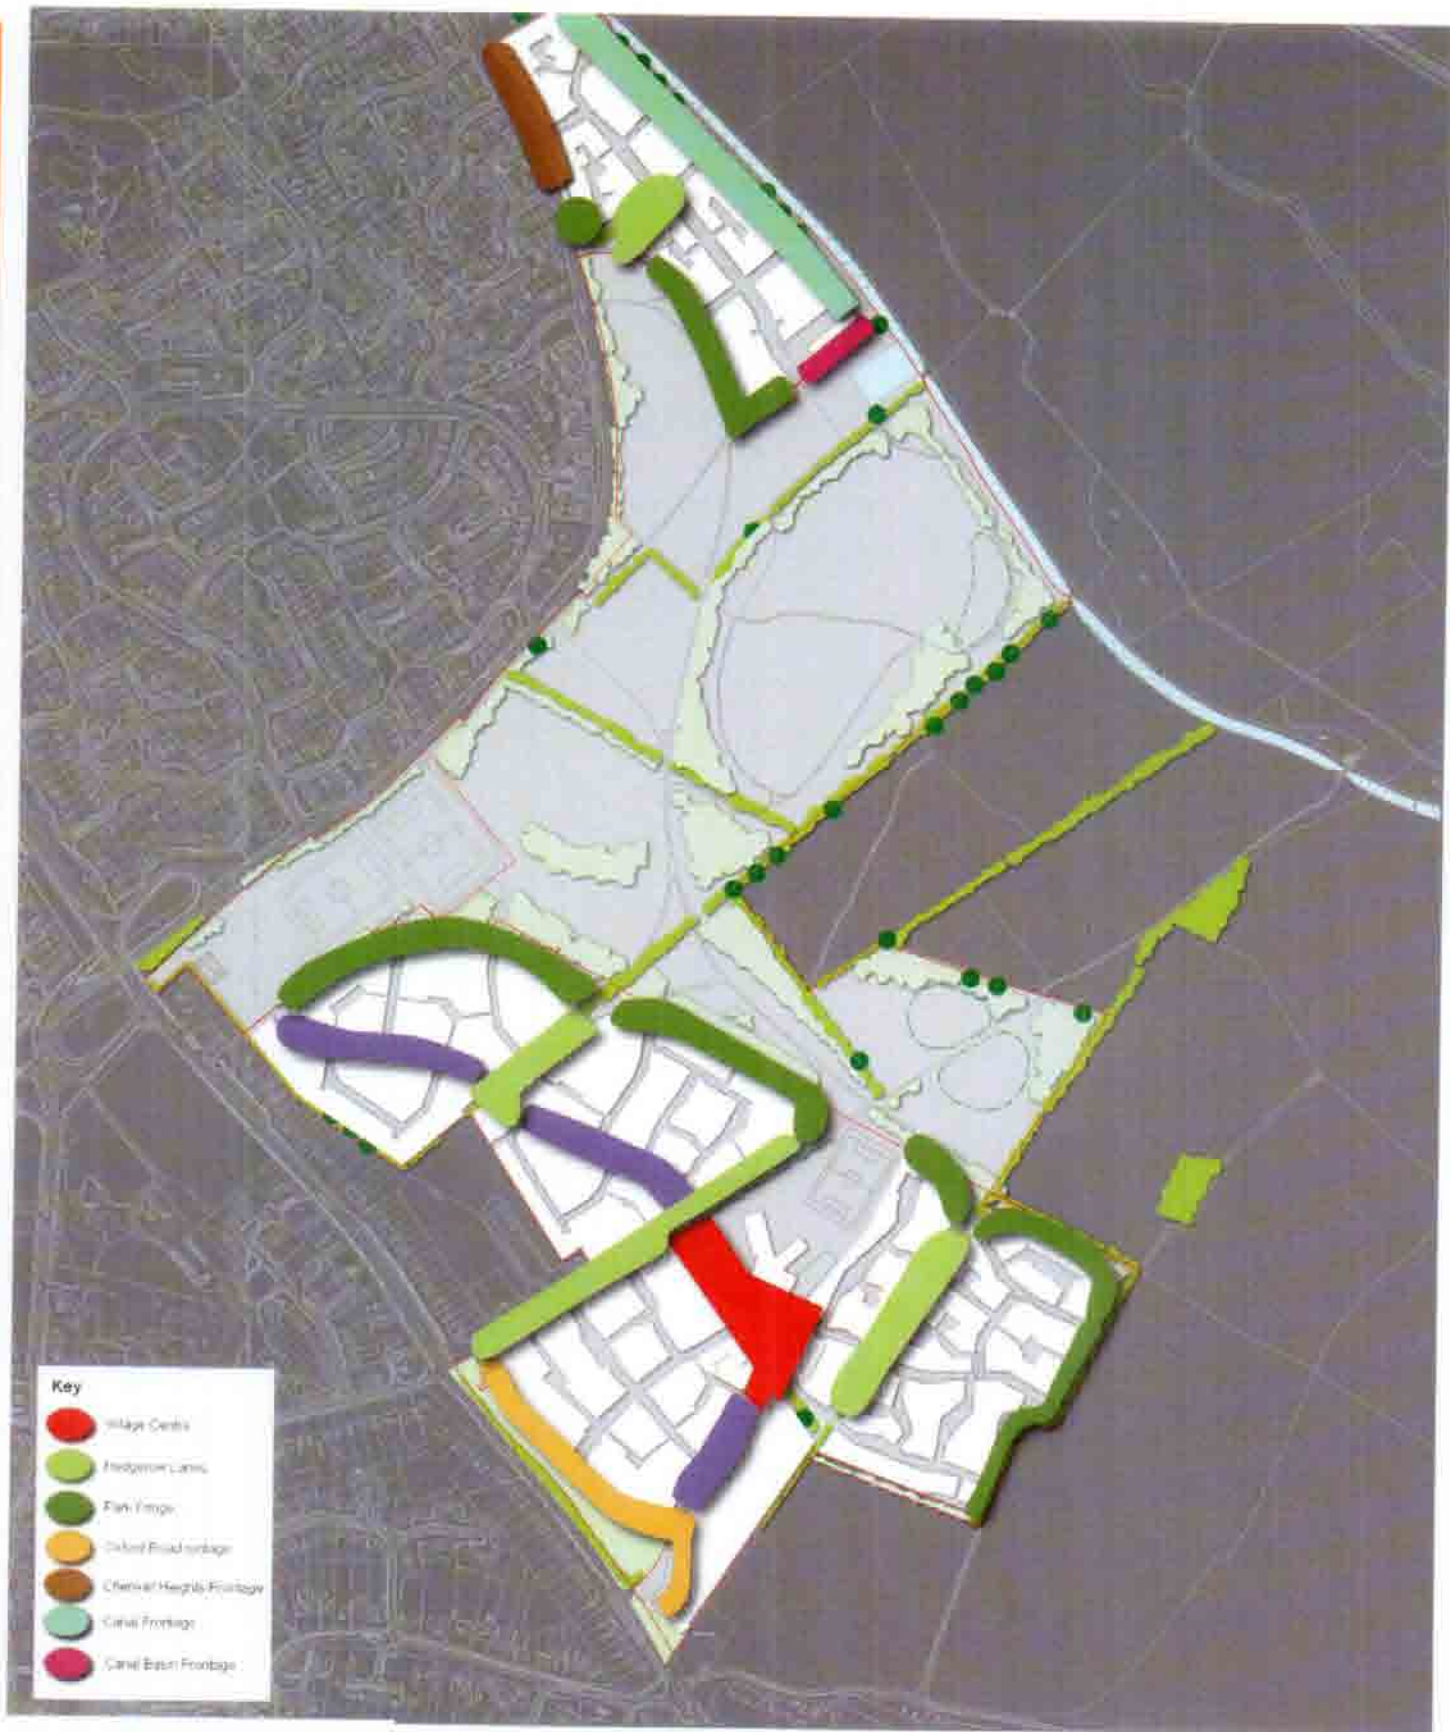 Key
Village Centre
Hedgerow Lanes
Park Fringe
Oxford Road Frontage
Cherwell Heights Frontage
Canal Frontage
Canal Basin Frontage